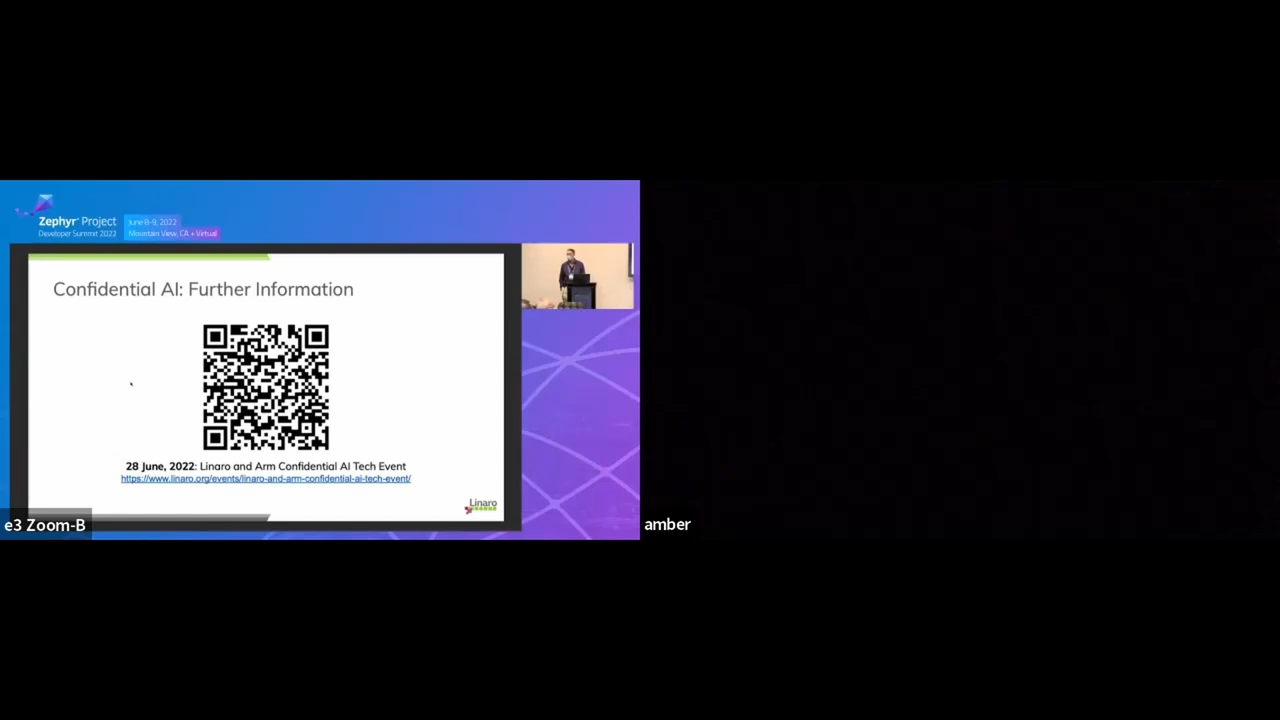 Zephyr® Project
Developer Summit 2022
June 8-9, 2022
Mountain View, CA + Virtual
Confidential AI: Further Information
28 June, 2022: Linaro and Arm Confidential AI Tech Event
https://www.linaro.org/events/linaro-and-arm-confidential-ai-tech-event/
Linaro
e3 Zoom-B
amber